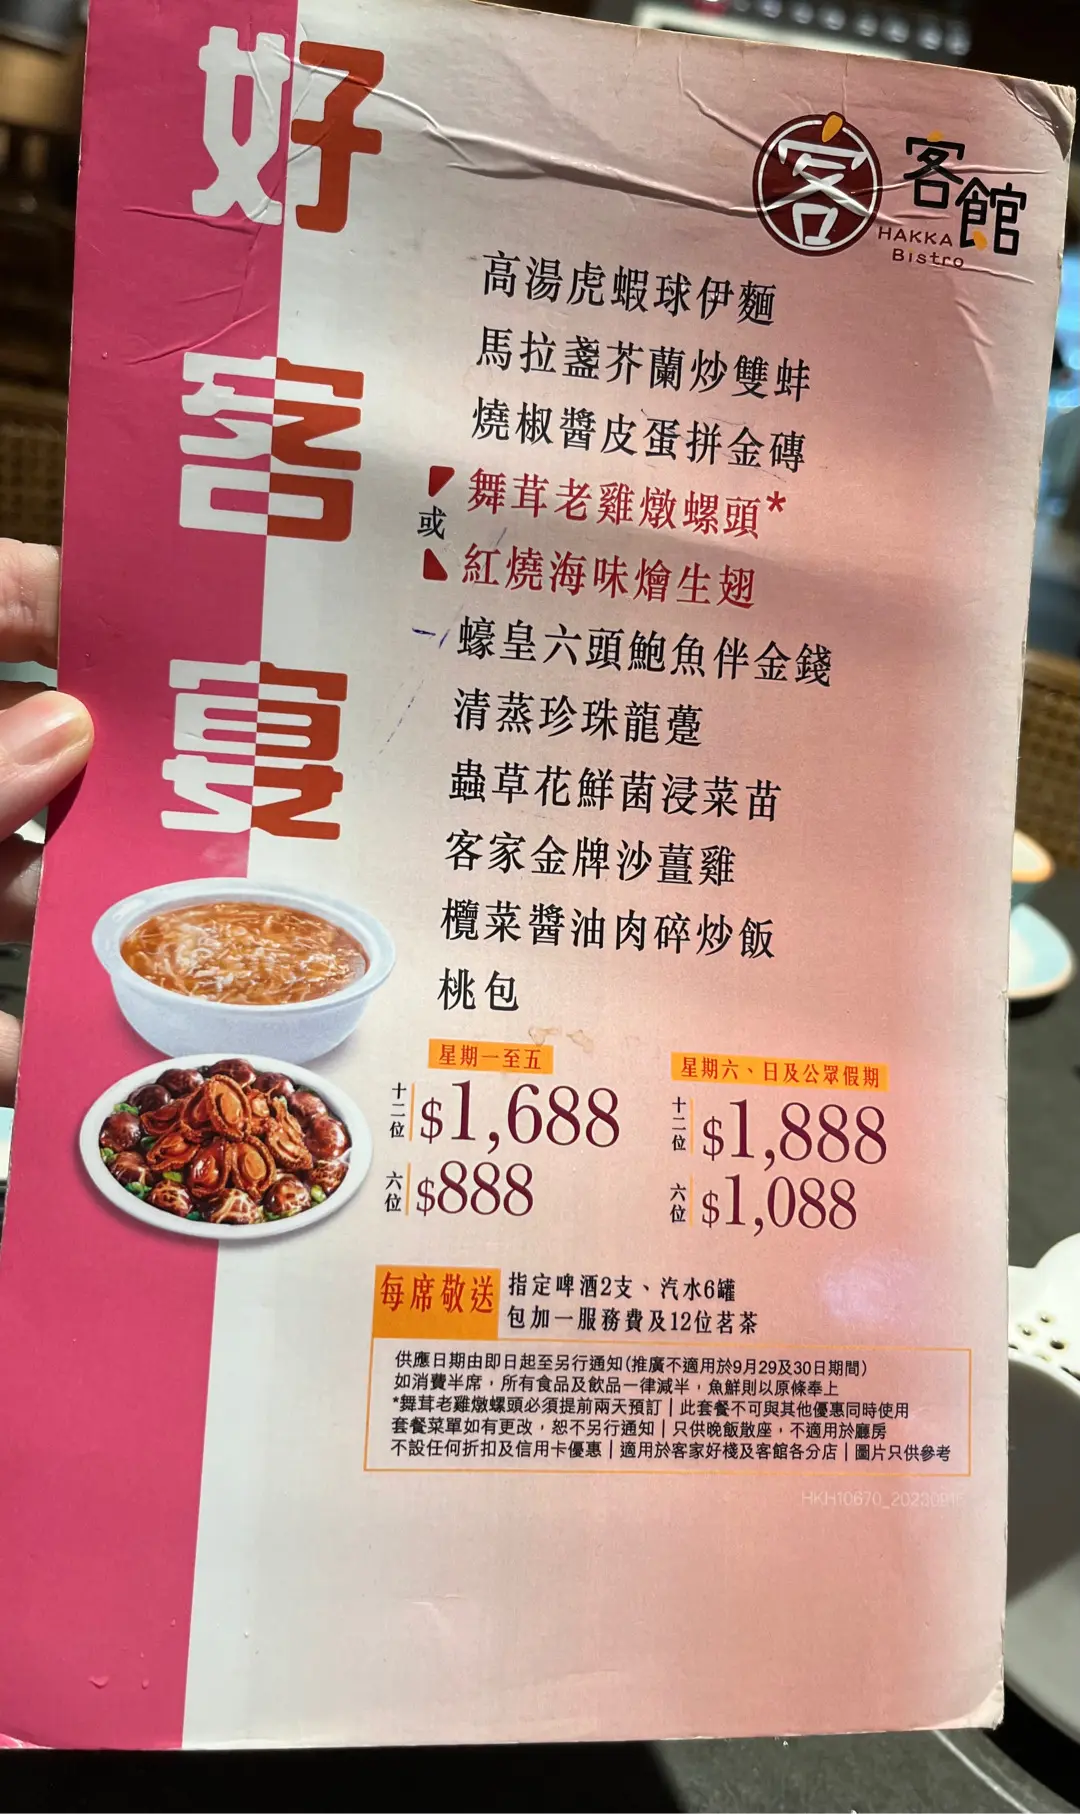 好客宴
客
客館
HAKKA
Bistro
高湯虎蝦球伊麵
馬拉盞芥蘭炒雙蚌
燒椒醬皮蛋拼金磚
舞茸老雞燉螺頭*
或
紅燒海味燴生翅
蠔皇六頭鮑魚伴金錢
清蒸珍珠龍躉
蟲草花鮮菌浸菜苗
客家金牌沙薑雞
欖菜醬油肉碎炒飯
桃包
星期一至五
十二位 $1,688
六位 $888
星期六、日及公眾假期
十二位 $1,888
六位 $1,088
每席敬送
指定啤酒2支、汽水6罐
包加一服務費及12位茗茶
供應日期由即日起至另行通知(推廣不適用於9月29及30日期間)
如消費半席，所有食品及飲品一律減半，魚鮮則以原條奉上
*舞茸老雞燉螺頭必須提前兩天預訂 | 此套餐不可與其他優惠同時使用
套餐菜單如有更改，恕不另行通知 | 只供晚飯散座，不適用於廳房
不設任何折扣及信用卡優惠 | 適用於客家好棧及客館各分店 | 圖片只供參考
HKH10670_20230915